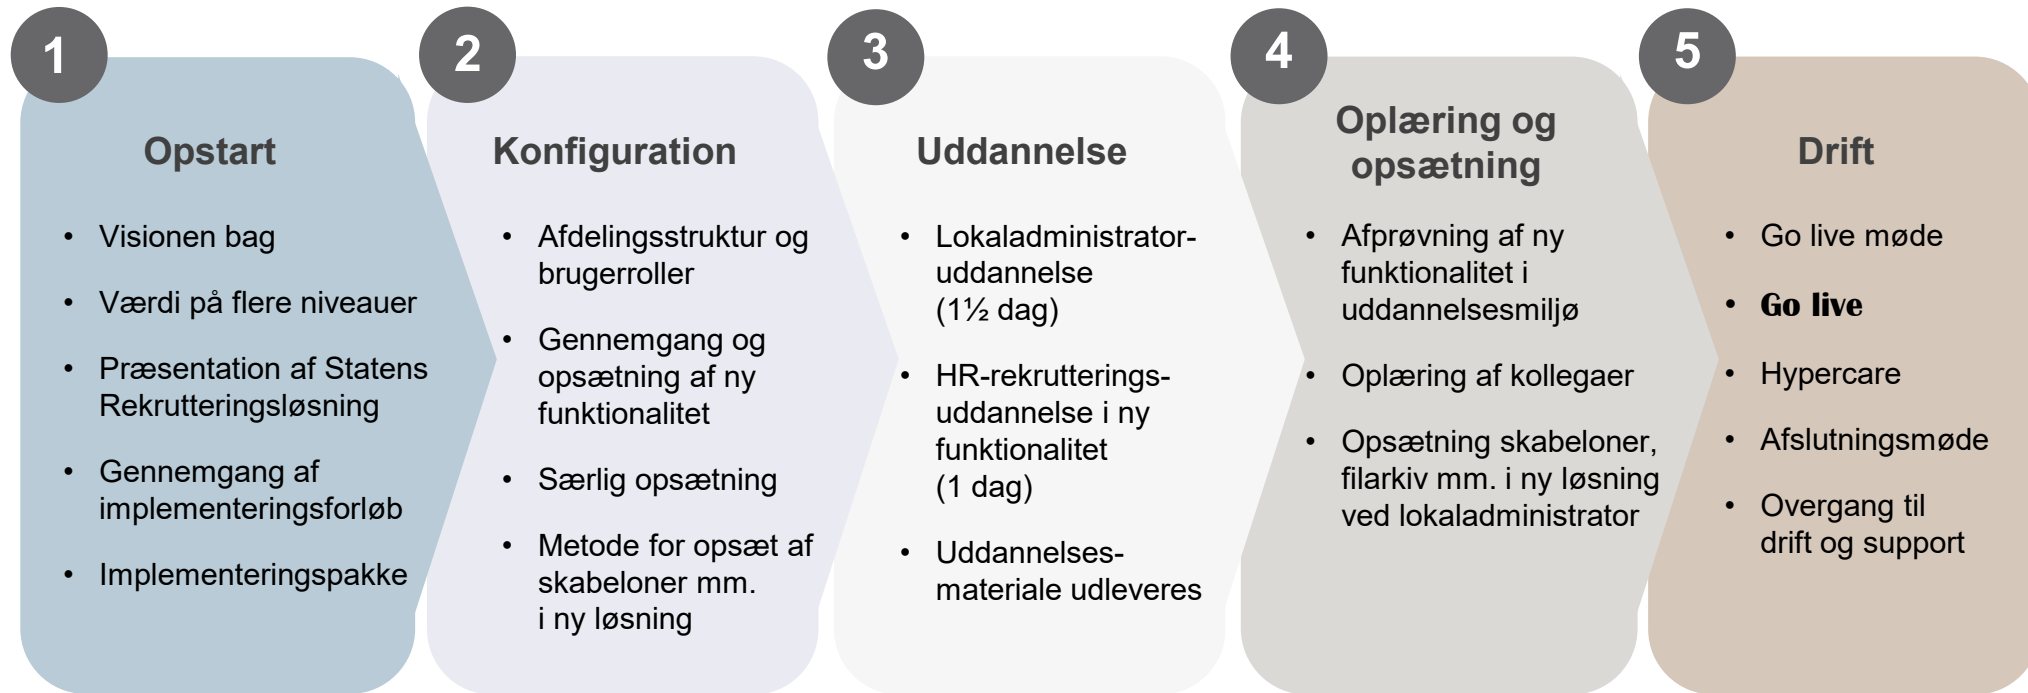 1
Opstart
• Visionen bag
• Værdi på flere niveauer
• Præsentation af Statens
Rekrutteringsløsning
• Gennemgang af
implementeringsforløb
• Implementeringspakke
2
Konfiguration
• Afdelingsstruktur og
brugerroller
• Gennemgang og
opsætning af ny
funktionalitet
• Særlig opsætning
• Metode for opsæt af
skabeloner mm.
i ny løsning
3
Uddannelse
• Lokaladministrator-
uddannelse
(1½ dag)
• HR-rekrutterings-
uddannelse i ny
funktionalitet
(1 dag)
• Uddannelses-
materiale udleveres
4
Oplæring og
opsætning
• Afprøvning af ny
funktionalitet i
uddannelsesmiljø
• Oplæring af kollegaer
• Opsætning skabeloner,
filarkiv mm. i ny løsning
ved lokaladministrator
5
Drift
• Go live møde
• Go live
• Hypercare
• Afslutningsmøde
• Overgang til
drift og support